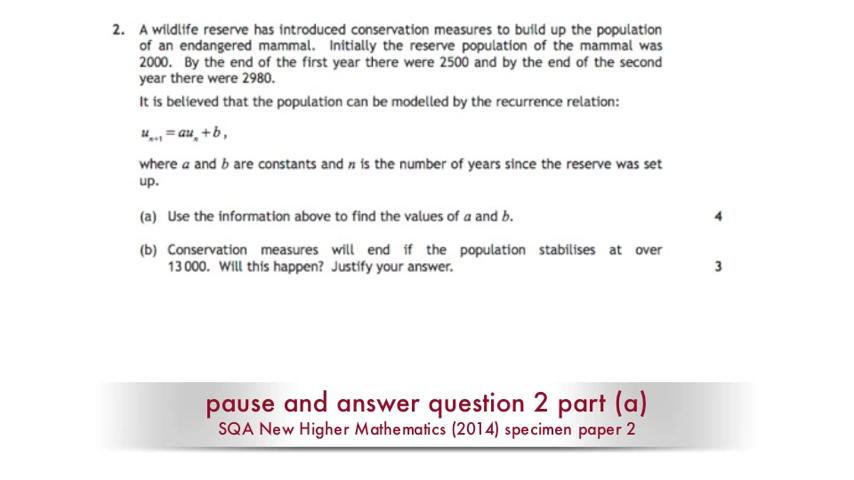 2. A wildlife reserve has introduced conservation measures to build up the population
of an endangered mammal. Initially the reserve population of the mammal was
2000. By the end of the first year there were 2500 and by the end of the second
year there were 2980.
It is believed that the population can be modelled by the recurrence relation:
uₙ₊₁ = auₙ + b,
where a and b are constants and n is the number of years since the reserve was set
up.
(a) Use the information above to find the values of a and b. 4
(b) Conservation measures will end if the population stabilises at over
13 000. Will this happen? Justify your answer. 3
pause and answer question 2 part (a)
SQA New Higher Mathematics (2014) specimen paper 2